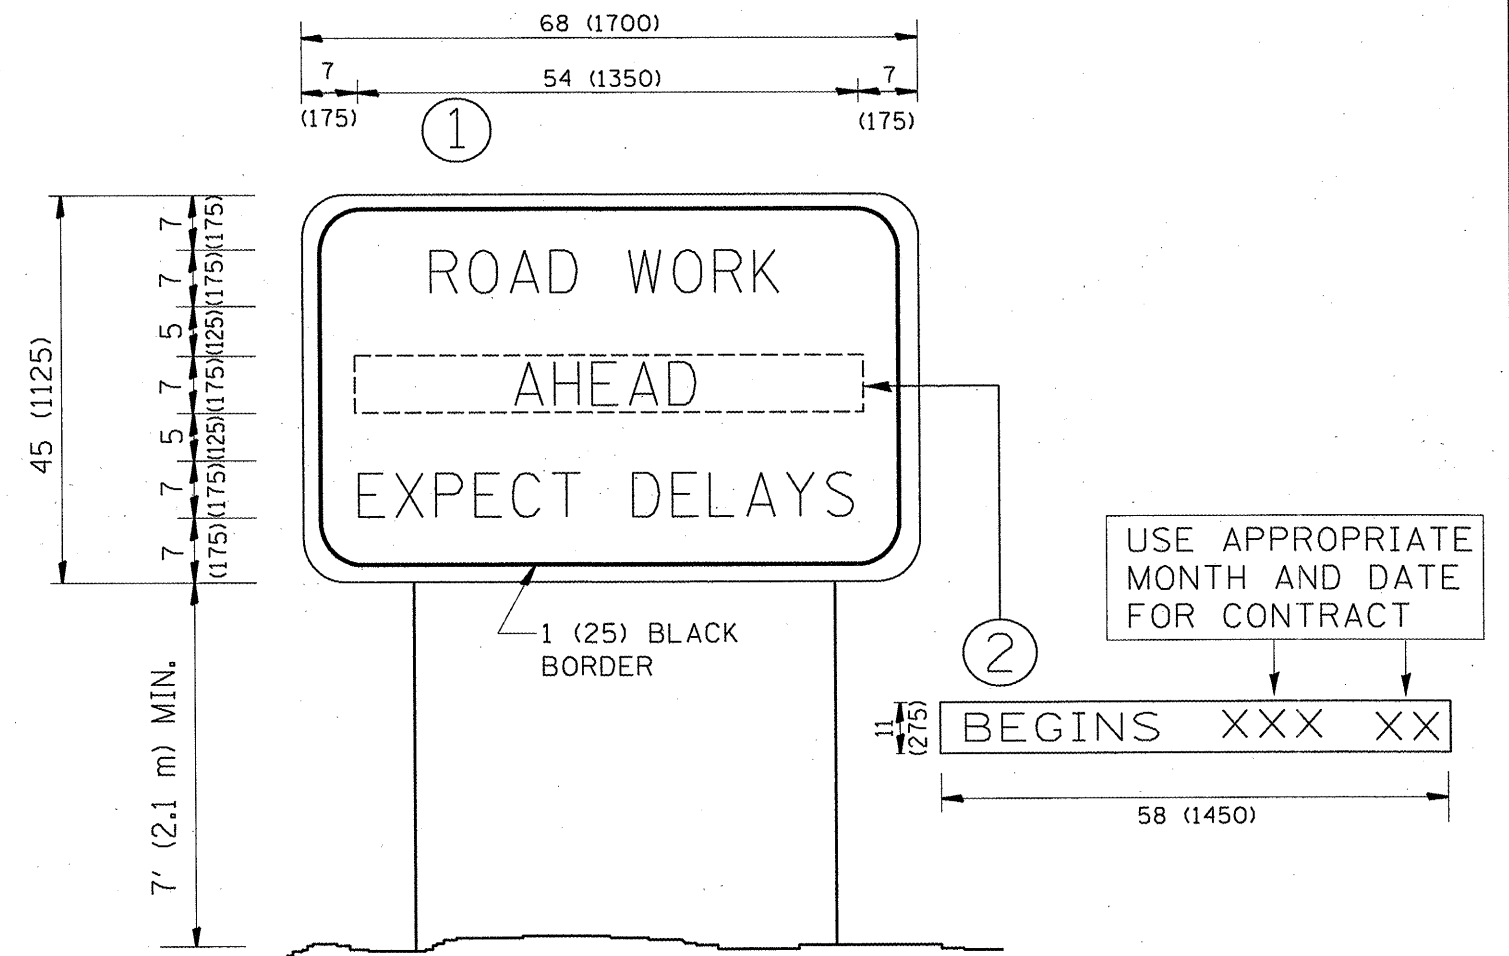 68 (1700)
7
54 (1350)
7
(175)
(175)
1
45 (1125)
7 (175)
7 (175)
5 (125)
7 (175)
5 (125)
7 (175)
7 (175)
ROAD WORK
AHEAD
EXPECT DELAYS
1 (25) BLACK
BORDER
7' (2.1 m) MIN.
USE APPROPRIATE
MONTH AND DATE
FOR CONTRACT
2
11
(275)
BEGINS XXX XX
58 (1450)